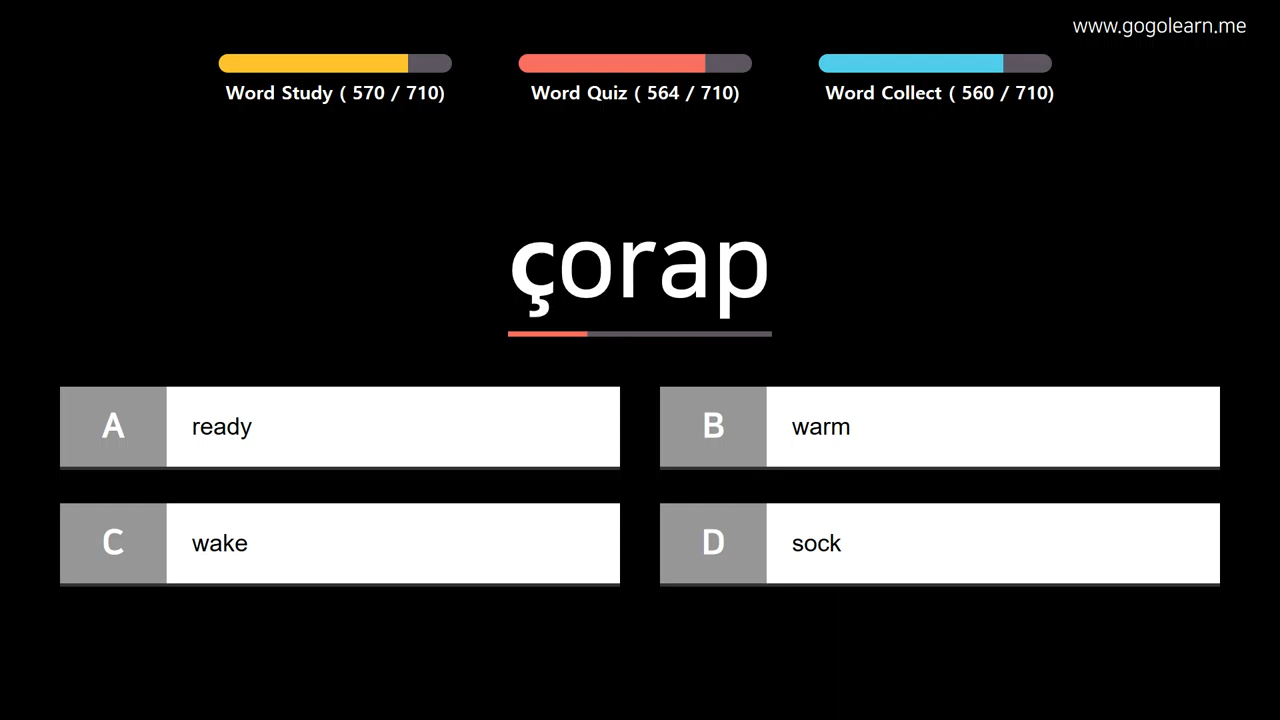 www.gogolearn.me
Word Study ( 570 / 710)
Word Quiz ( 564 / 710)
Word Collect ( 560 / 710)
çorap
A ready
B warm
C wake
D sock